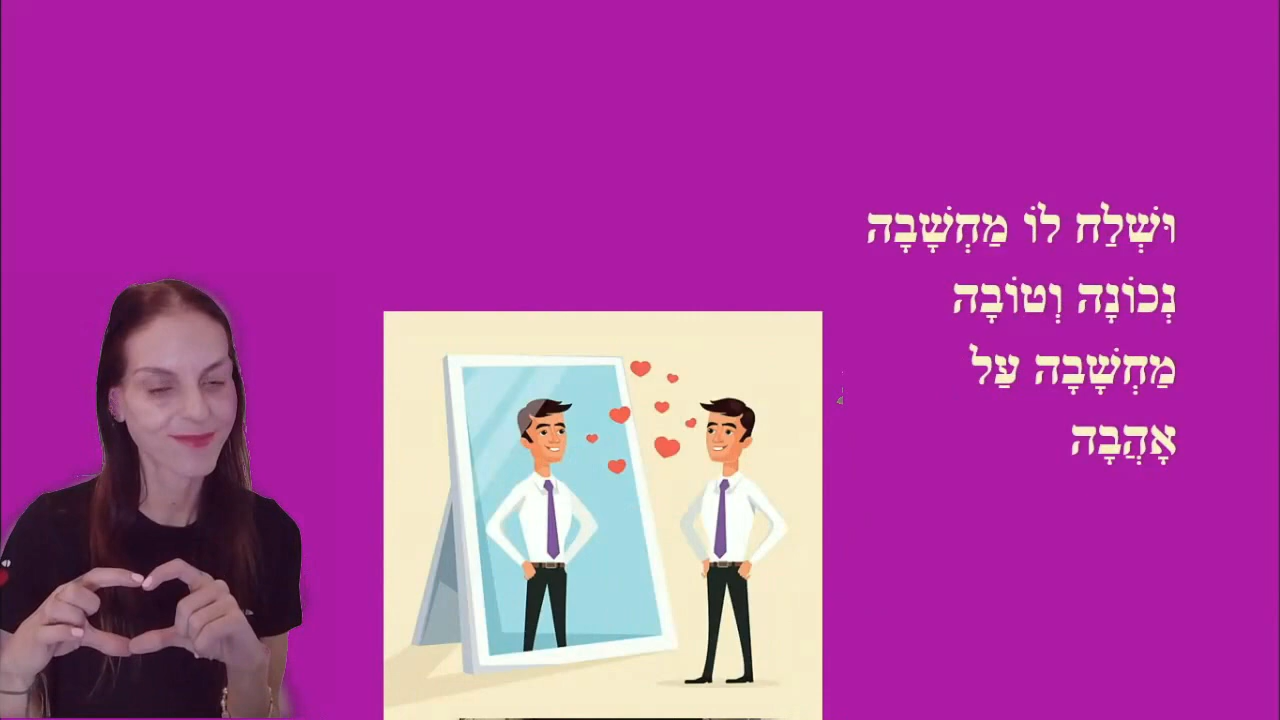 וּשְׁלַח לוֹ מַחְשָׁבָה
נְכוֹנָה וְטוֹבָה
מַחְשָׁבָה עַל
אָהֲבָה